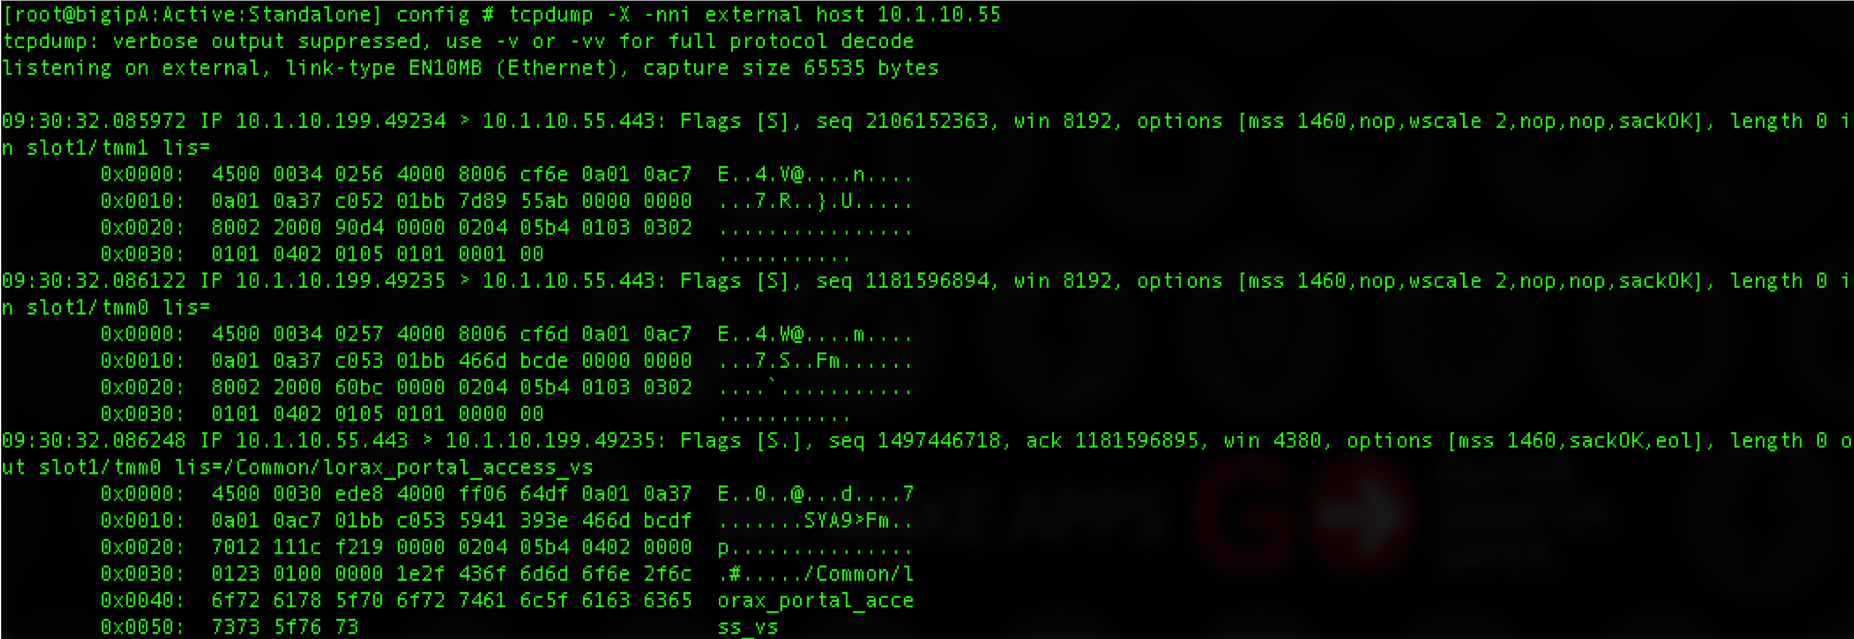 [root@bigipA:Active:Standalone] config # tcpdump -X -nni external host 10.1.10.55
tcpdump: verbose output suppressed, use -v or -vv for full protocol decode
listening on external, link-type EN10MB (Ethernet), capture size 65535 bytes
09:30:32.085972 IP 10.1.10.199.49234 > 10.1.10.55.443: Flags [S], seq 2106152363, win 8192, options [mss 1460,nop,wscale 2,nop,nop,sackOK], length 0 i
n slot1/tmm1 lis=
0x0000:  4500 0034 0256 4000 8006 cf6e 0a01 0ac7  E..4.V@....n....
0x0010:  0a01 0a37 c052 01bb 7d89 55ab 0000 0000  ...7.R..}.U.....
0x0020:  8002 2000 90d4 0000 0204 05b4 0103 0302  ................
0x0030:  0101 0402 0105 0101 0001 00  ...........
09:30:32.086122 IP 10.1.10.199.49235 > 10.1.10.55.443: Flags [S], seq 1181596894, win 8192, options [mss 1460,nop,wscale 2,nop,nop,sackOK], length 0 i
n slot1/tmm0 lis=
0x0000:  4500 0034 0257 4000 8006 cf6d 0a01 0ac7  E..4.W@....m....
0x0010:  0a01 0a37 c053 01bb 466d bcde 0000 0000  ...7.S..Fm......
0x0020:  8002 2000 60bc 0000 0204 05b4 0103 0302  ....`...........
0x0030:  0101 0402 0105 0101 0000 00  ...........
09:30:32.086248 IP 10.1.10.55.443 > 10.1.10.199.49235: Flags [S.], seq 1497446718, ack 1181596895, win 4380, options [mss 1460,sackOK,eol], length 0 o
ut slot1/tmm0 lis=/Common/lorax_portal_access_vs
0x0000:  4500 0030 ede8 4000 ff06 64df 0a01 0a37  E..0..@...d....7
0x0010:  0a01 0ac7 01bb c053 5941 393e 466d bcdf  .......SYA9>Fm..
0x0020:  7012 111c f219 0000 0204 05b4 0402 0000  p...............
0x0030:  0123 0100 0000 1e2f 436f 6d6d 6f6e 2f6c  .#...../Common/l
0x0040:  6f72 6178 5f70 6f72 7461 6c5f 6163 6365  orax_portal_acce
0x0050:  7373 5f76 73  ss_vs
APPS GO